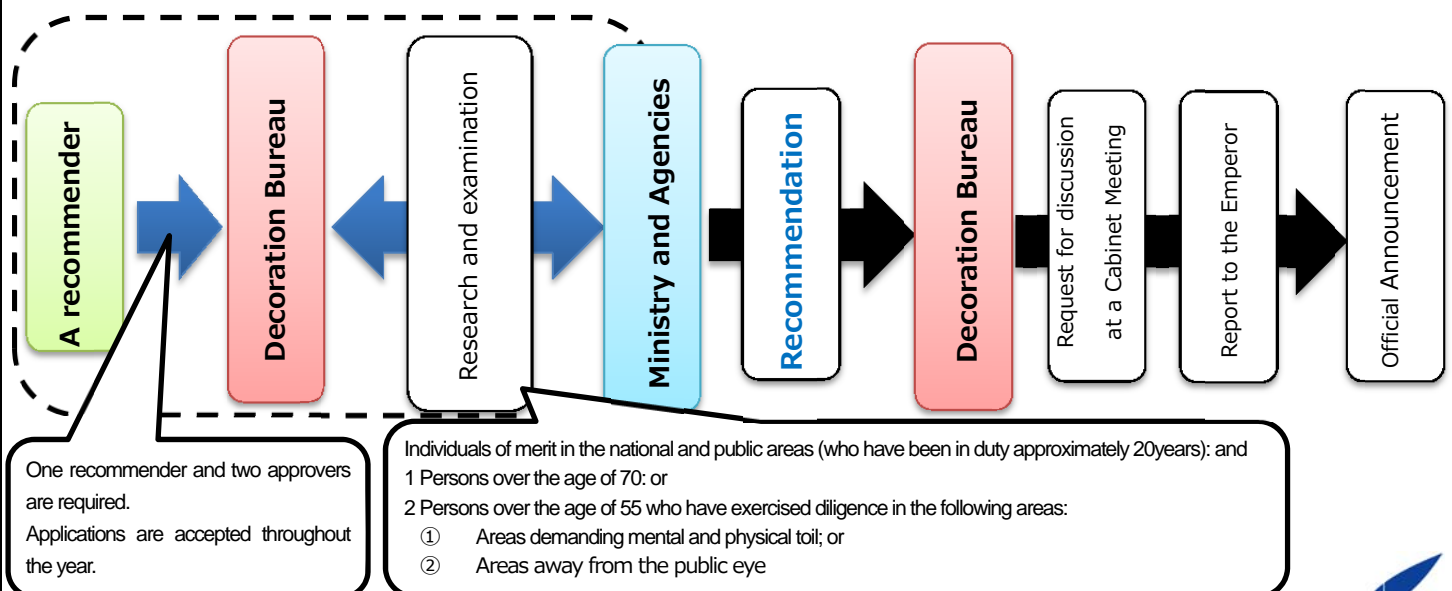 A recommender
Decoration Bureau
Research and examination
Ministry and Agencies
Recommendation
Decoration Bureau
Request for discussion
at a Cabinet Meeting
Report to the Emperor
Official Announcement
One recommender and two approvers
are required.
Applications are accepted throughout
the year.
Individuals of merit in the national and public areas (who have been in duty approximately 20years): and
1 Persons over the age of 70: or
2 Persons over the age of 55 who have exercised diligence in the following areas:
① Areas demanding mental and physical toil; or
② Areas away from the public eye